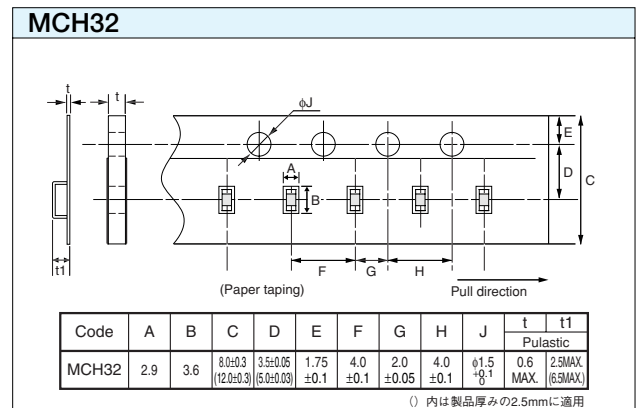 MCH32
t
t
φJ
E
D
C
A
B
t1
F
G
H
(Paper taping)
Pull direction
Code A B C D E F G H J t t1
Pulastic
MCH32 2.9 3.6 8.0±0.3 3.5±0.05 1.75 4.0 2.0 4.0 φ1.5 0.6 2.5MAX.
(12.0±0.3) (5.0±0.03) ±0.1 ±0.1 ±0.05 ±0.1 +0.1 0 MAX. (6.5MAX.)
（）内は製品厚みの2.5mmに適用